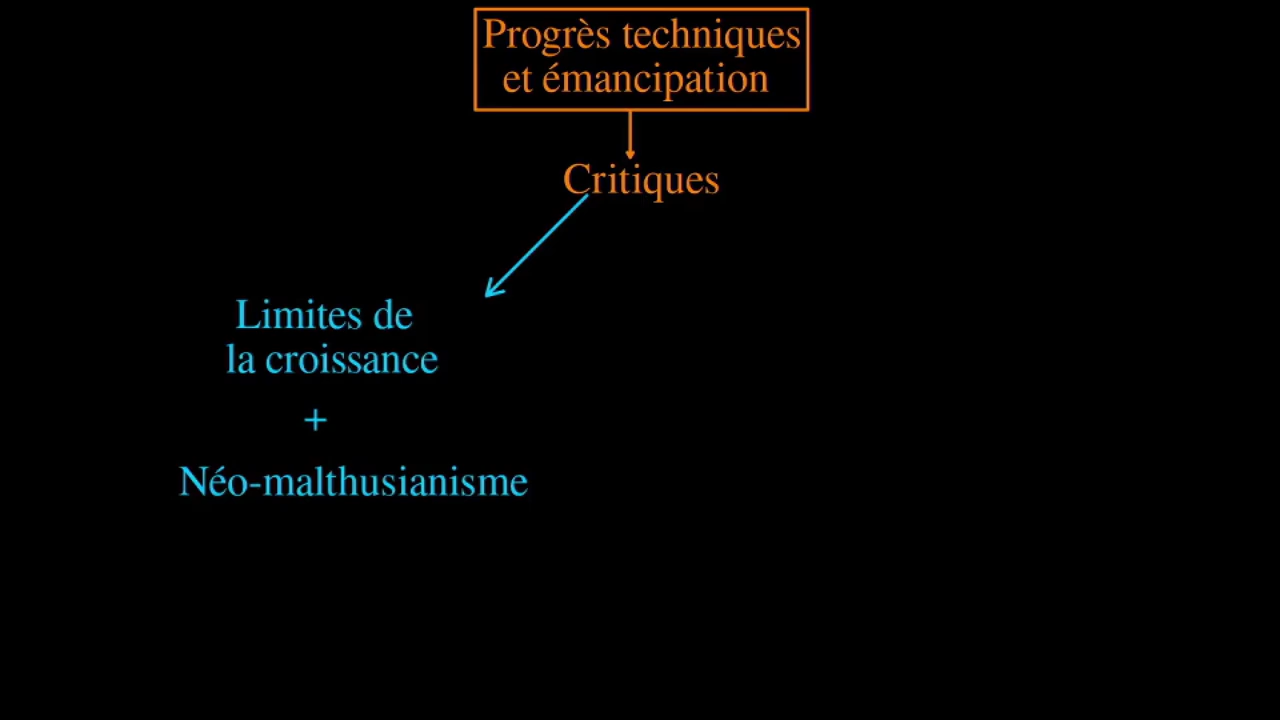 Progrès techniques
et émancipation
Critiques
Limites de
la croissance
+
Néo-malthusianisme